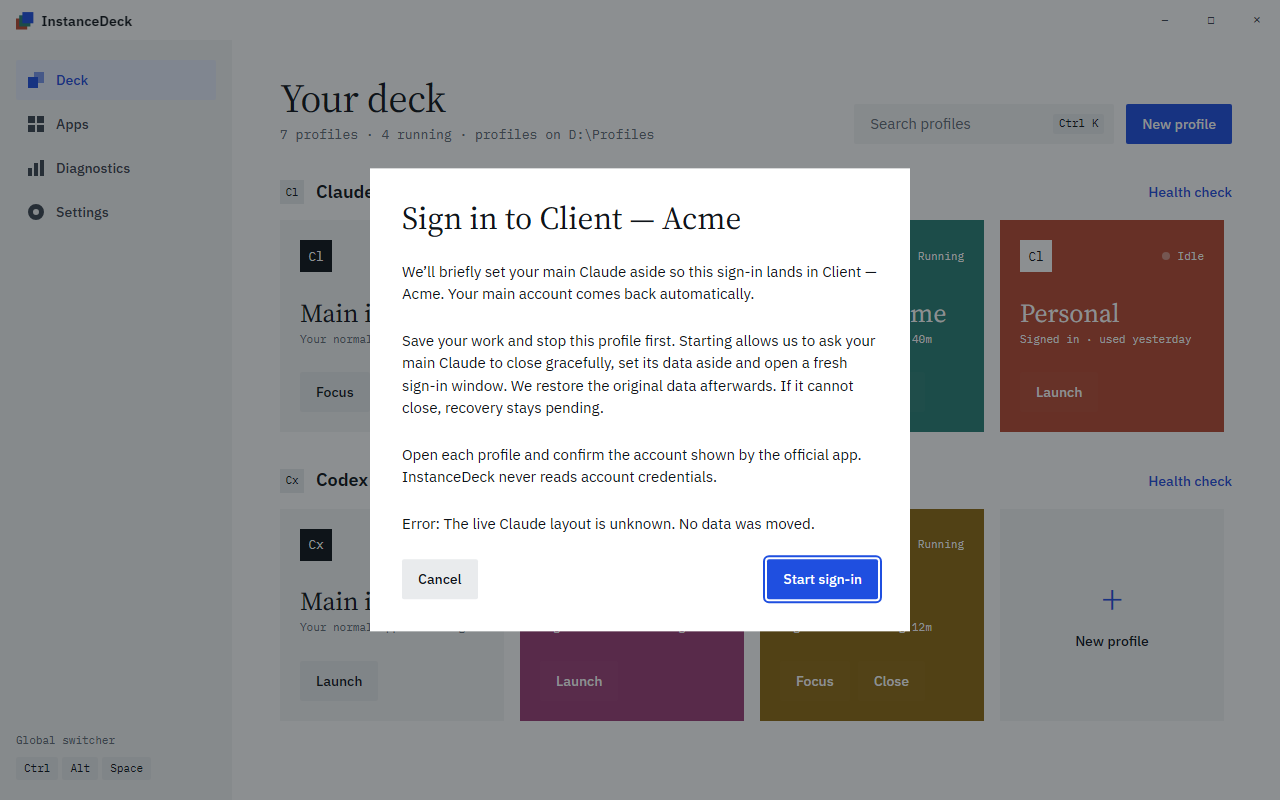 InstanceDeck
Deck
Apps
Diagnostics
Settings
Your deck
7 profiles · 4 running · profiles on D:\Profiles
Search profiles
Ctrl K
New profile
Cl
Claude
Health check
Cl
Main i
Your normal
Focus
Running
me
40m
Cl
Idle
Personal
Signed in · used yesterday
Launch
Sign in to Client — Acme
We’ll briefly set your main Claude aside so this sign-in lands in Client —
Acme. Your main account comes back automatically.
Save your work and stop this profile first. Starting allows us to ask your
main Claude to close gracefully, set its data aside and open a fresh
sign-in window. We restore the original data afterwards. If it cannot
close, recovery stays pending.
Open each profile and confirm the account shown by the official app.
InstanceDeck never reads account credentials.
Error: The live Claude layout is unknown. No data was moved.
Cancel
Start sign-in
Cx
Codex
Health check
Cx
Main i
Your normal
Launch
Launch
Running
12m
Focus
Close
New profile
Global switcher
Ctrl
Alt
Space